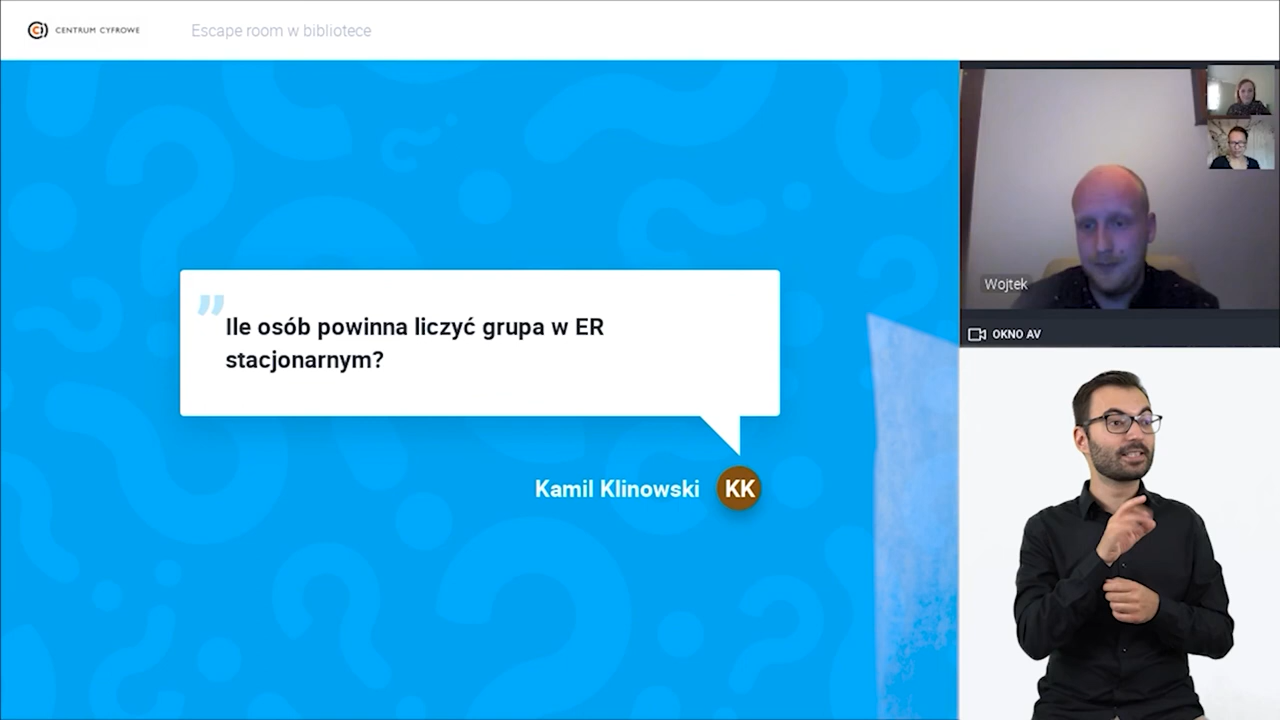 CENTRUM CYFROWE
Escape room w bibliotece
Ile osób powinna liczyć grupa w ER
stacjonarnym?
Kamil Klinowski
KK
Wojtek
OKNO AV